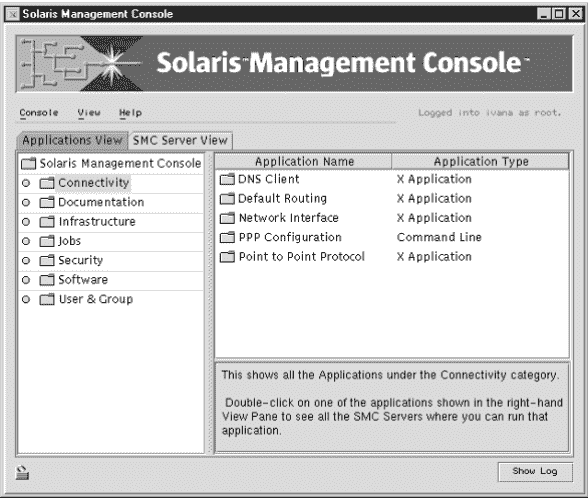 Solaris Management Console
Solaris™Management Console™
Console View Help Logged into ivana as root.
Applications View SMC Server View
Solaris Management Console
Connectivity
Documentation
Infrastructure
Jobs
Security
Software
User & Group
Application Name Application Type
DNS Client X Application
Default Routing X Application
Network Interface X Application
PPP Configuration Command Line
Point to Point Protocol X Application
This shows all the Applications under the Connectivity category.
Double-click on one of the applications shown in the right-hand
View Pane to see all the SMC Servers where you can run that
application.
Show Log